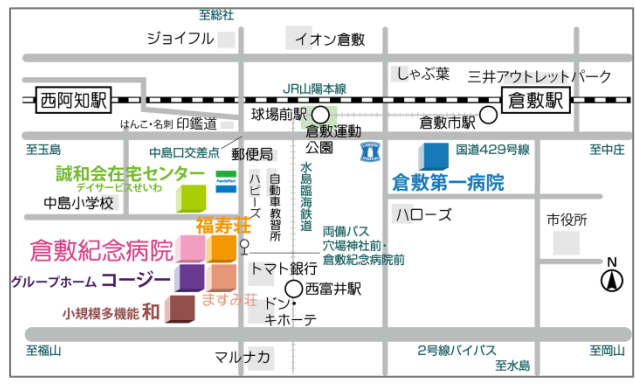 至総社
ジョイフル
イオン倉敷
しゃぶ葉
三井アウトレットパーク
JR山陽本線
西阿知駅
倉敷駅
球場前駅
倉敷市駅
はんこ・名刺 印鑑道
倉敷運動
公園
至玉島
中島口交差点
郵便局
国道429号線
至中庄
誠和会在宅センター
デイサービスせいわ
FamilyMart
LAWSON
倉敷第一病院
中島小学校
ハピーズ
自動車教習所
水島臨海鉄道
ハローズ
市役所
福寿荘
両備バス
穴場神社前・
倉敷紀念病院前
倉敷紀念病院
N
トマト銀行
グループホーム コージー
ますみ荘
西富井駅
小規模多機能 和
ドン・
キホーテ
至福山
マルナカ
2号線バイパス
至岡山
至水島